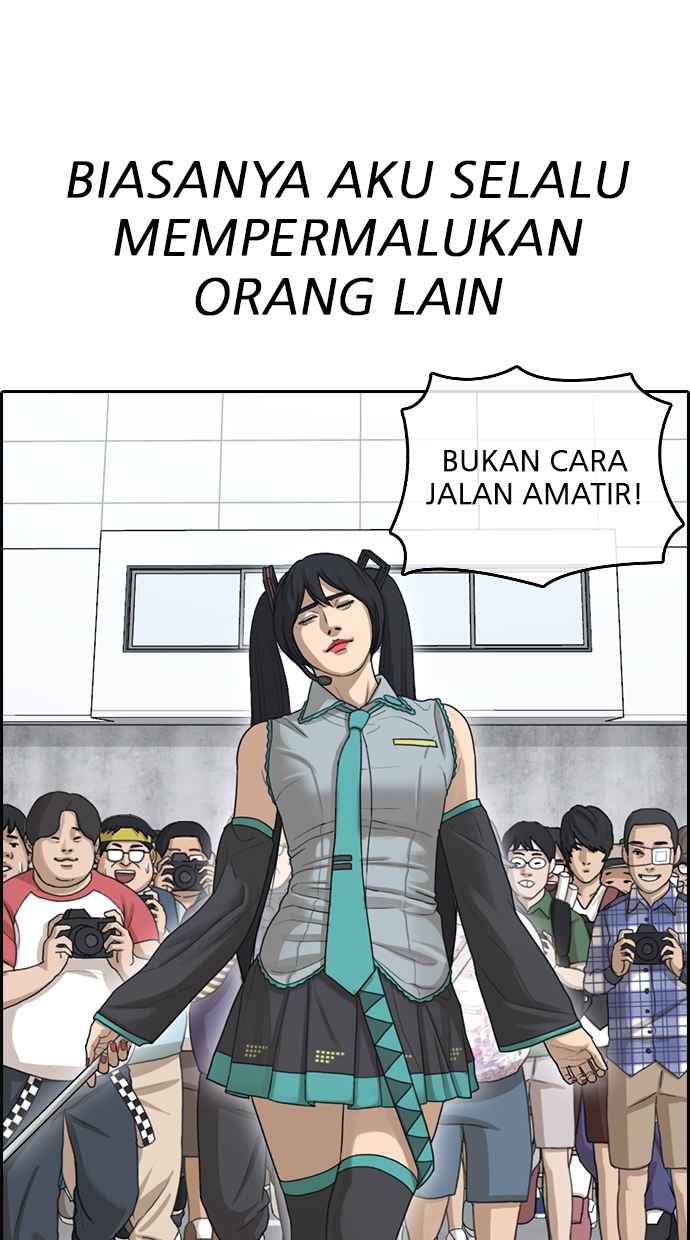 BIASANYA AKU SELALU
MEMPERMALUKAN
ORANG LAIN
BUKAN CARA
JALAN AMATIR!